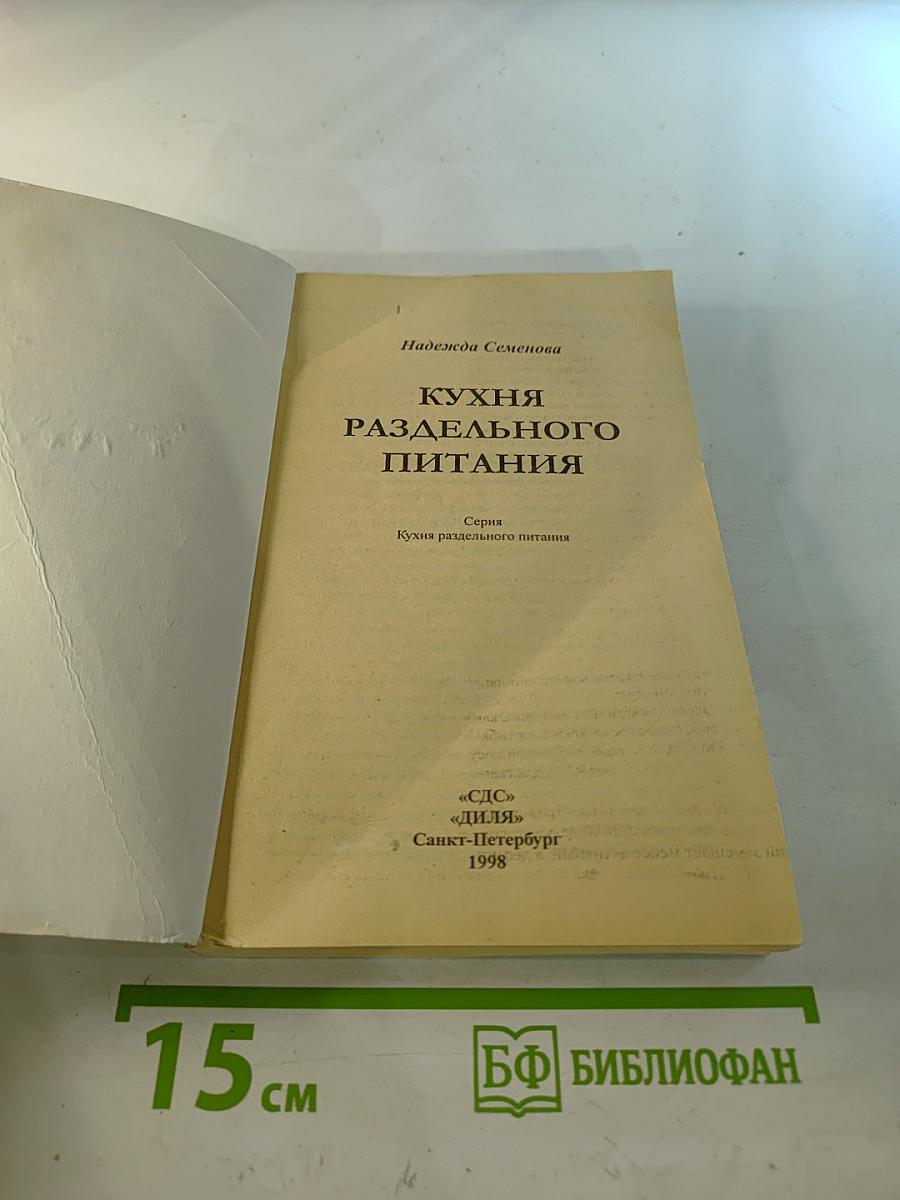 Надежда Семенова
КУХНЯ
РАЗДЕЛЬНОГО
ПИТАНИЯ
Серия
Кухня раздельного питания
«СДС»
«ДИЛЯ»
Санкт-Петербург
1998
15 см
БФ БИБЛИОФАН